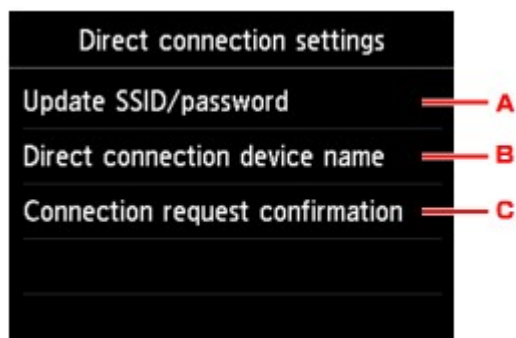 Direct connection settings
Update SSID/password A
Direct connection device name B
Connection request confirmation C